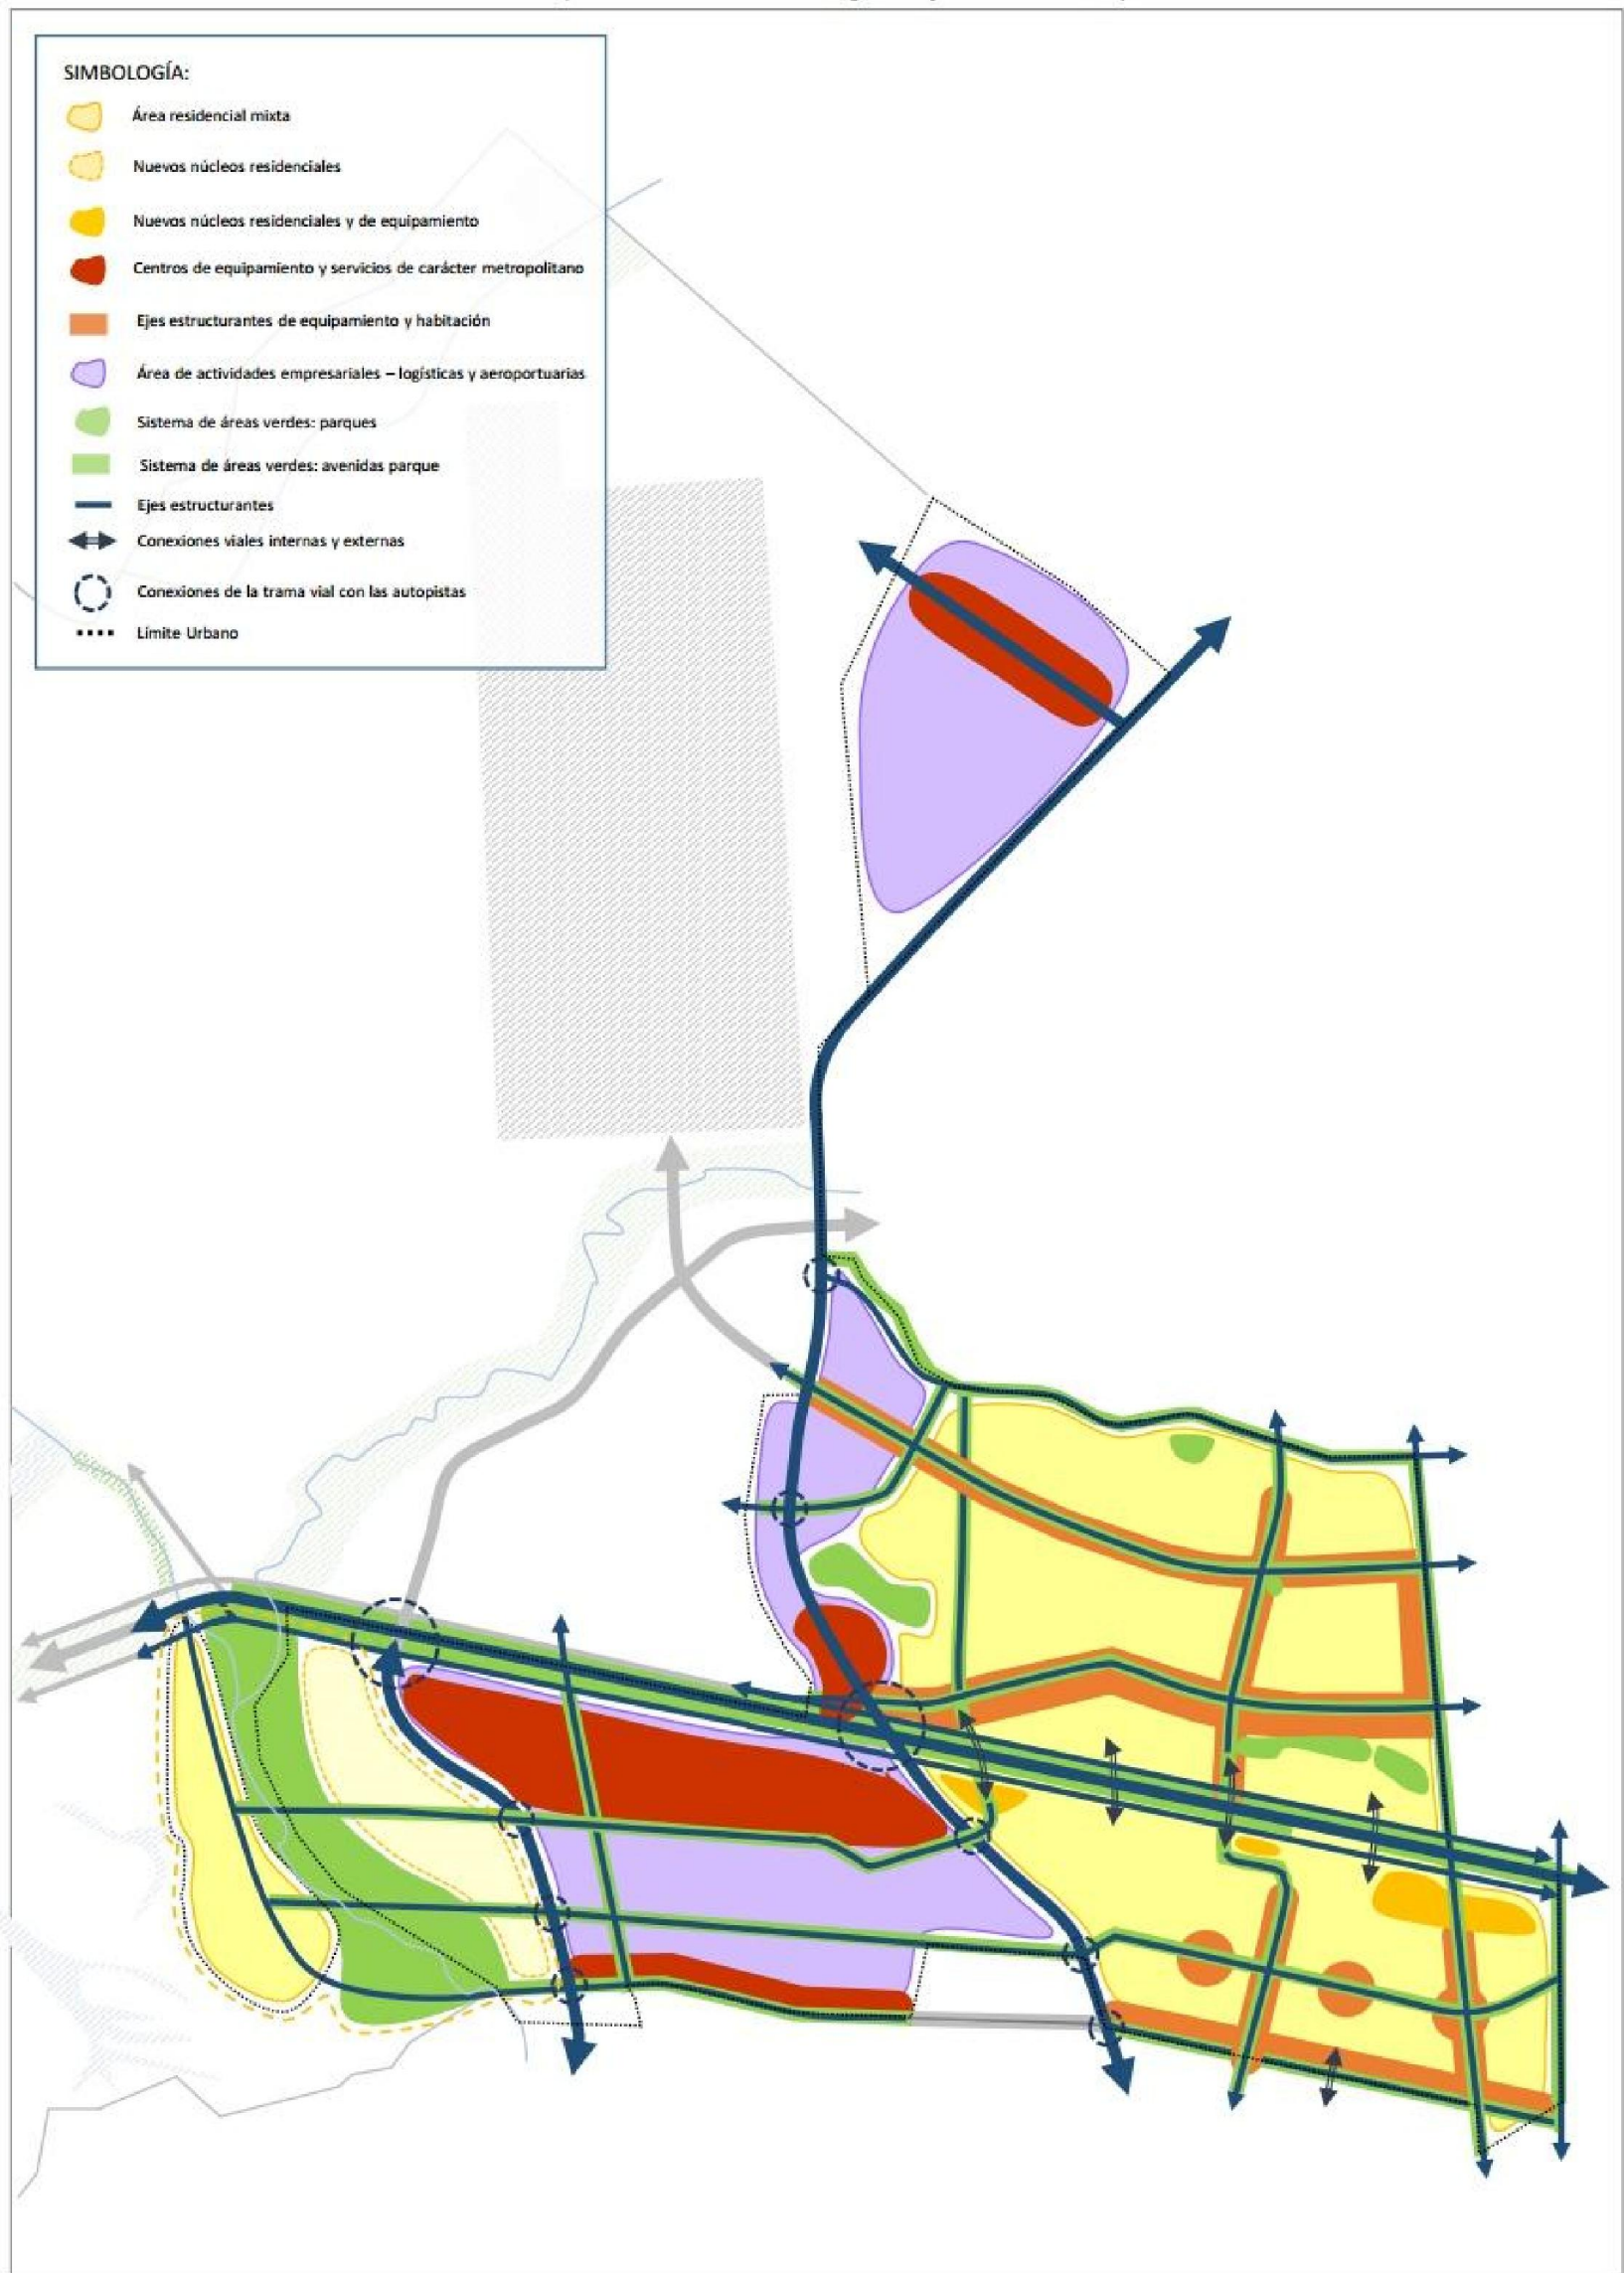 SIMBOLOGÍA:
Área residencial mixta
Nuevos núcleos residenciales
Nuevos núcleos residenciales y de equipamiento
Centros de equipamiento y servicios de carácter metropolitano
Ejes estructurantes de equipamiento y habitación
Área de actividades empresariales – logísticas y aeroportuarias
Sistema de áreas verdes: parques
Sistema de áreas verdes: avenidas parque
Ejes estructurantes
Conexiones viales internas y externas
Conexiones de la trama vial con las autopistas
Límite Urbano